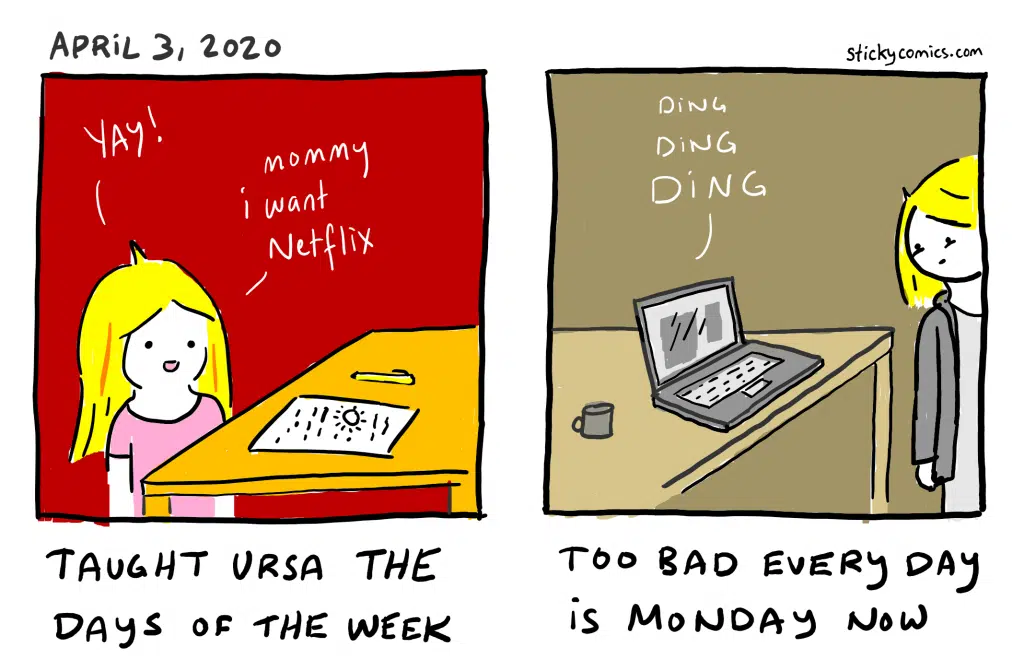 APRIL 3, 2020
stickycomics.com
YAY!
mommy
i want
Netflix
DING
DING
DING
TAUGHT URSA THE
DAYS OF THE WEEK
TOO BAD EVERY DAY
is MONDAY NOW